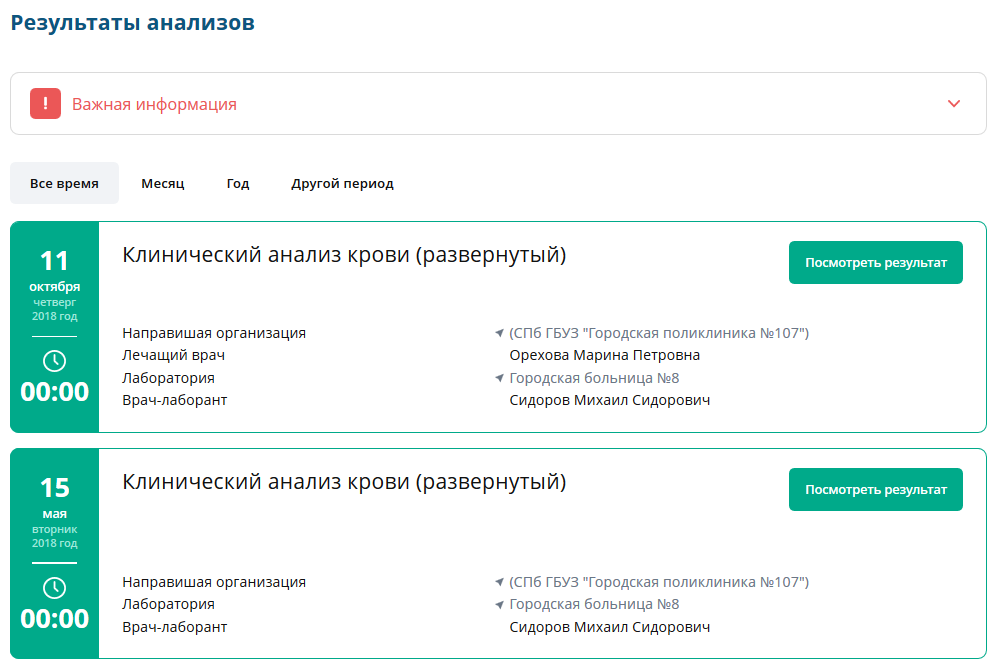 Результаты анализов
!
Важная информация
Все время Месяц Год Другой период
11
октября
четверг
2018 год
00:00
Клинический анализ крови (развернутый)
Посмотреть результат
Направишая организация (СПб ГБУЗ "Городская поликлиника №107")
Лечащий врач Орехова Марина Петровна
Лаборатория Городская больница №8
Врач-лаборант Сидоров Михаил Сидорович
15
мая
вторник
2018 год
00:00
Клинический анализ крови (развернутый)
Посмотреть результат
Направишая организация (СПб ГБУЗ "Городская поликлиника №107")
Лаборатория Городская больница №8
Врач-лаборант Сидоров Михаил Сидорович